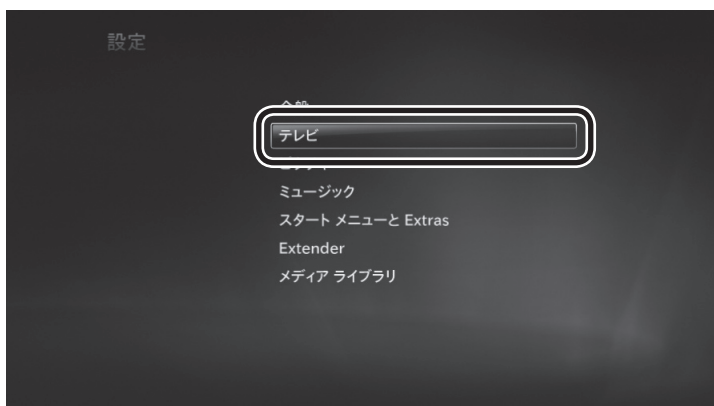 設定
テレビ
ミュージック
スタート メニューと Extras
Extender
メディア ライブラリ